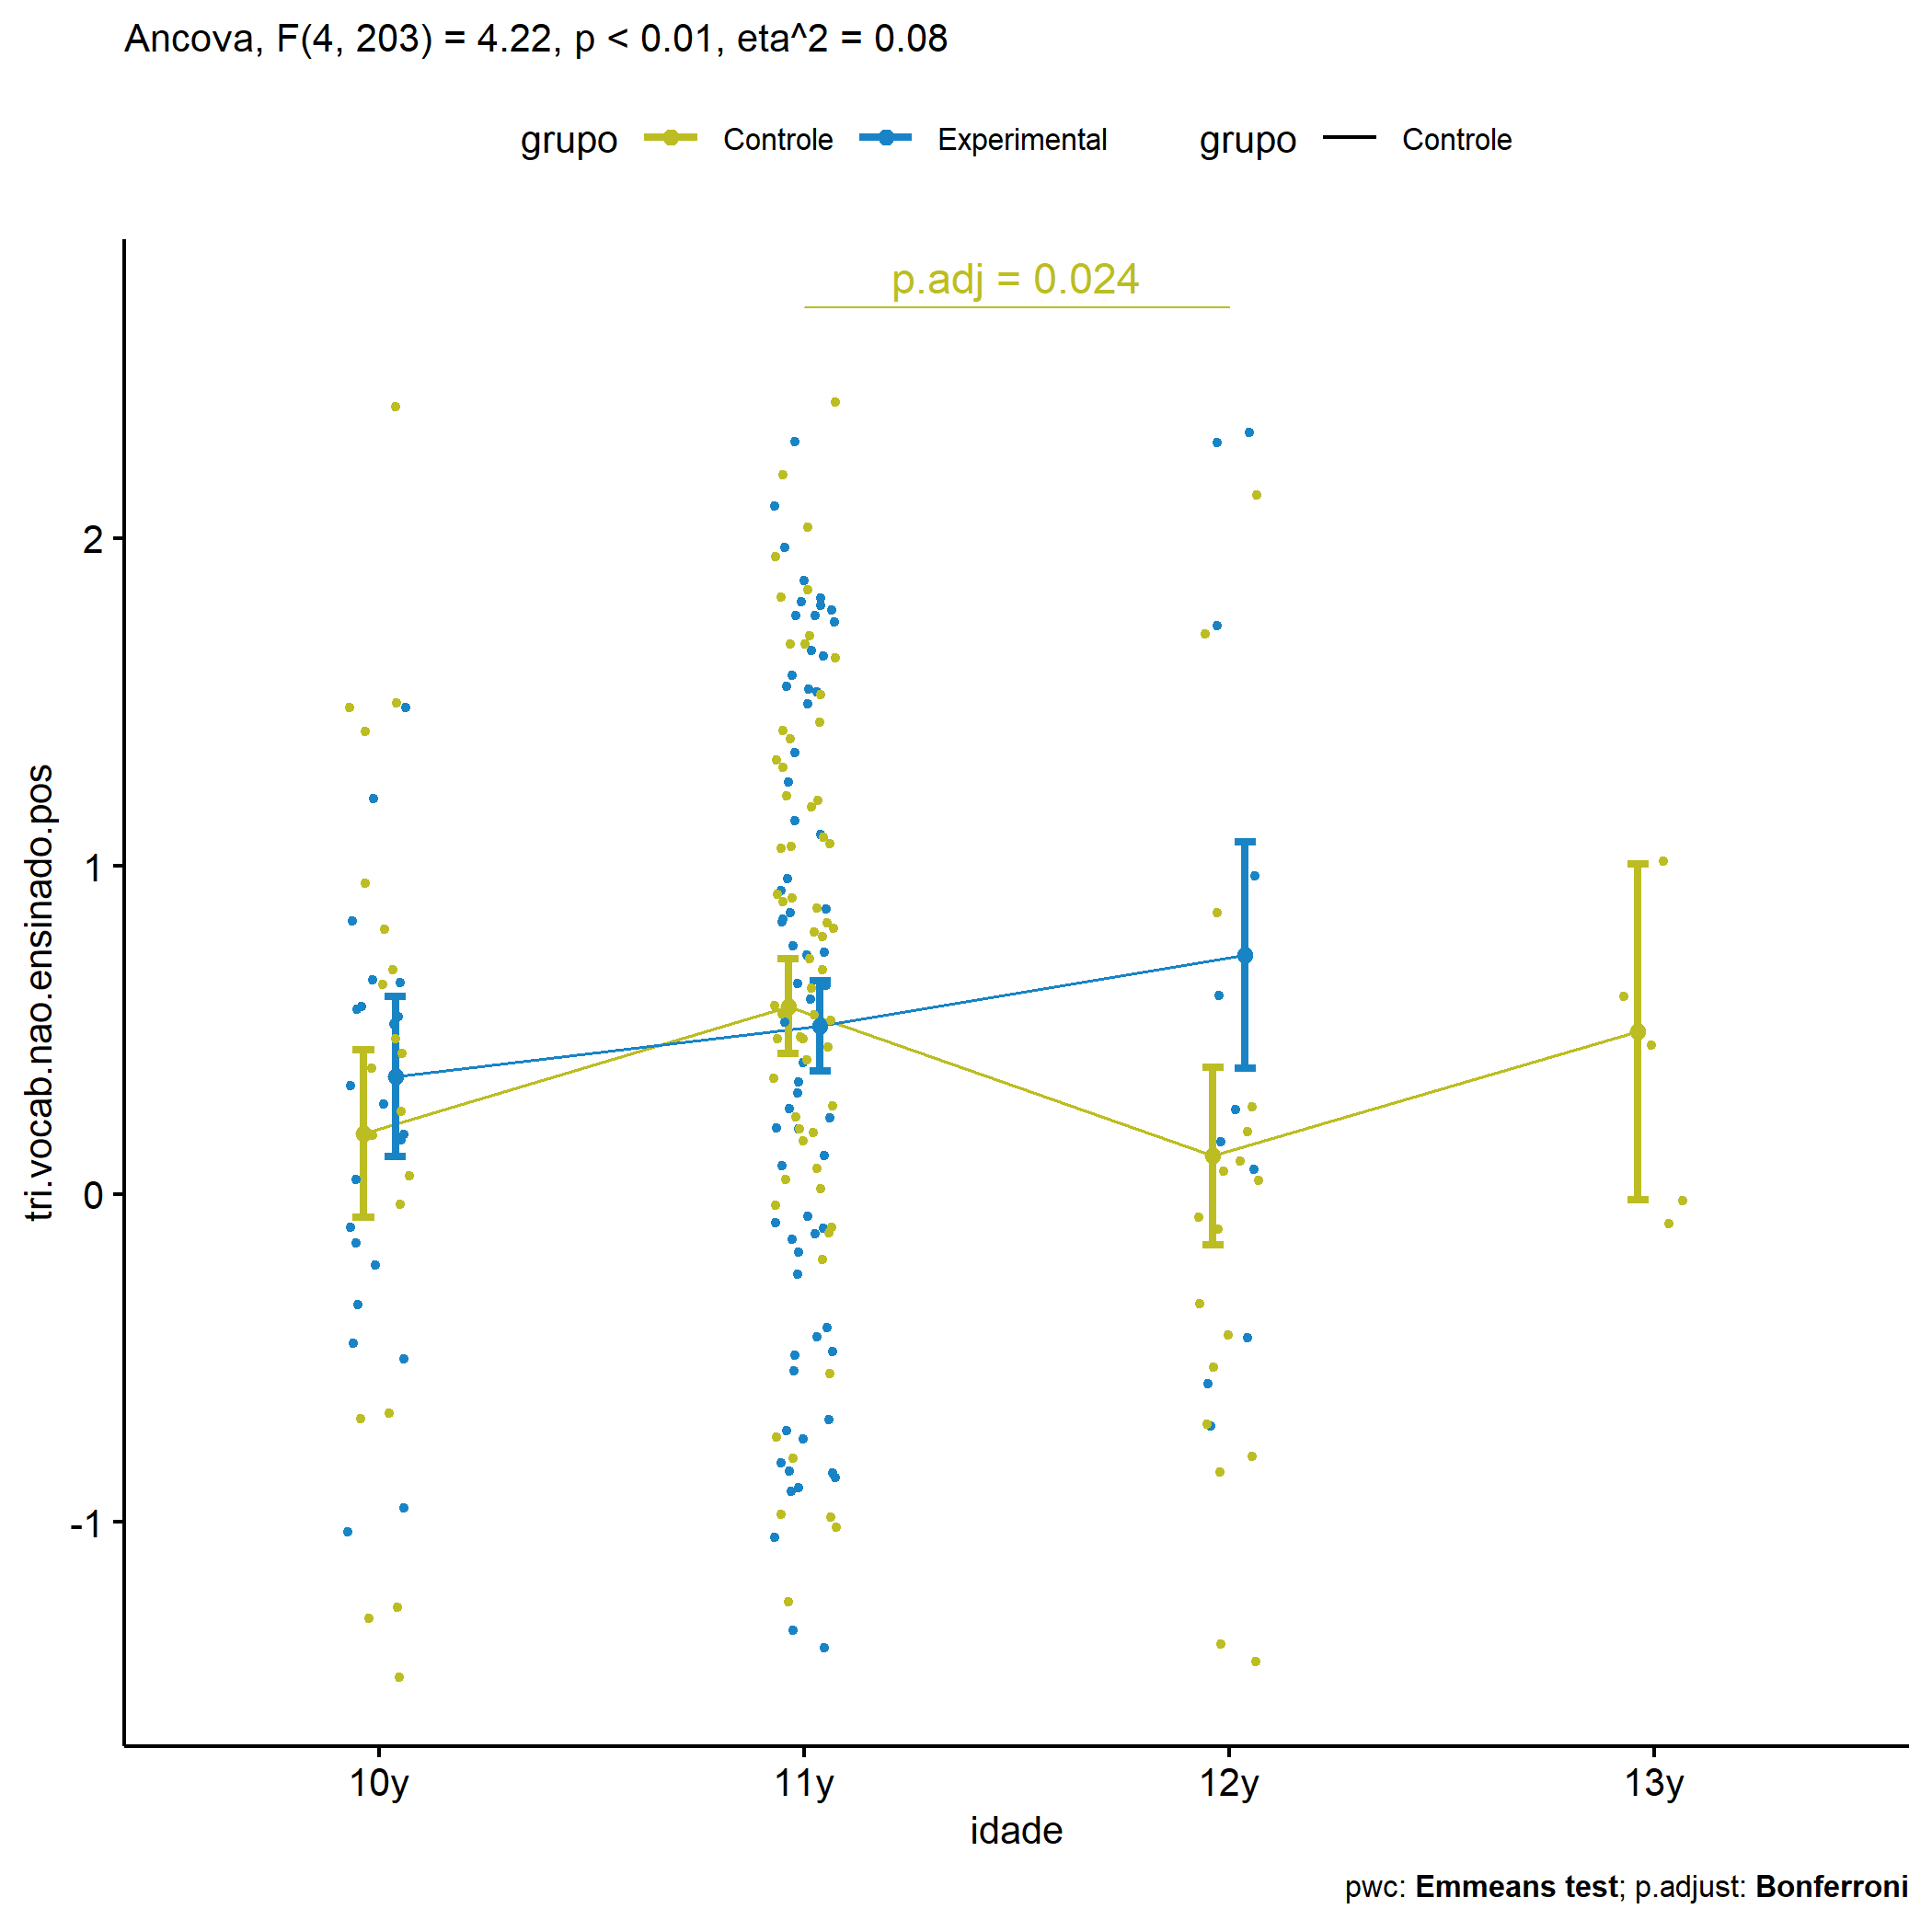 Ancova, F(4, 203) = 4.22, p < 0.01, eta^2 = 0.08
grupo Controle Experimental grupo Controle
p.adj = 0.024
tri.vocab.nao.ensinado.pos
2
1
0
-1
10y 11y 12y 13y
idade
pwc: Emmeans test; p.adjust: Bonferroni